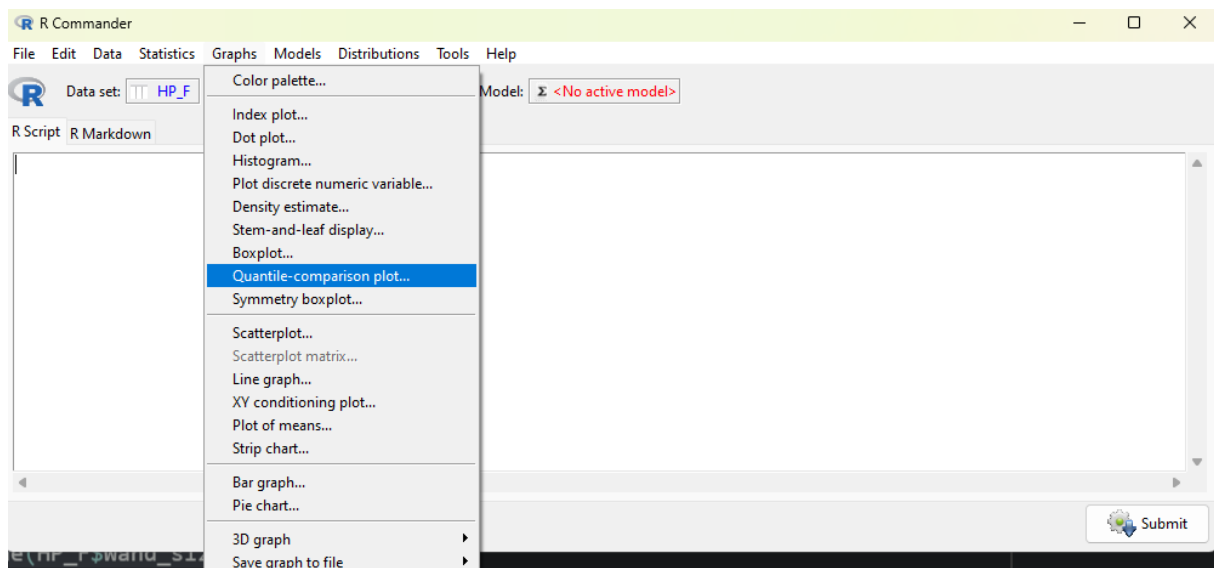 R Commander
File Edit Data Statistics Graphs Models Distributions Tools Help
Data set: HP_F Model: Σ <No active model>
R Script R Markdown
Color palette...
Index plot...
Dot plot...
Histogram...
Plot discrete numeric variable...
Density estimate...
Stem-and-leaf display...
Boxplot...
Quantile-comparison plot...
Symmetry boxplot...
Scatterplot...
Scatterplot matrix...
Line graph...
XY conditioning plot...
Plot of means...
Strip chart...
Bar graph...
Pie chart...
Submit
3D graph
Save graph to file